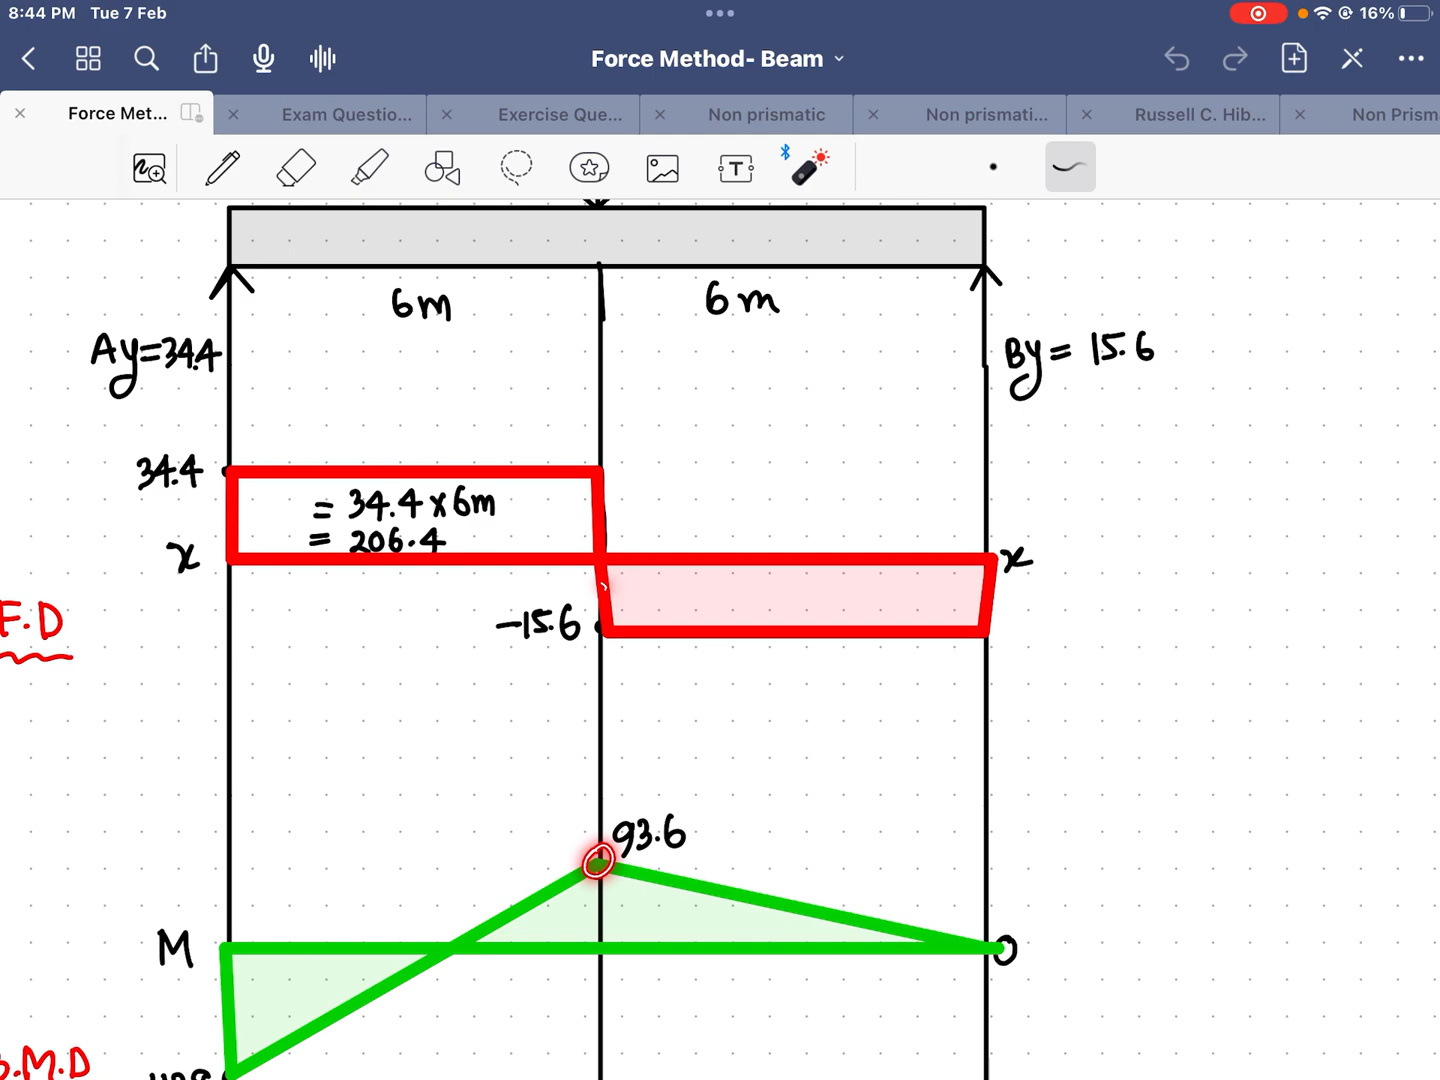 8:44 PM Tue 7 Feb
16%
Force Method- Beam
Force Met...
Exam Questio...
Exercise Que...
Non prismatic
Non prismati...
Russell C. Hib...
Non Prism
T
6m
6m
Ay=34.4
By= 15.6
34.4
= 34.4x6m
= 206.4
x
x
F.D
-15.6
93.6
M
0
.M.D